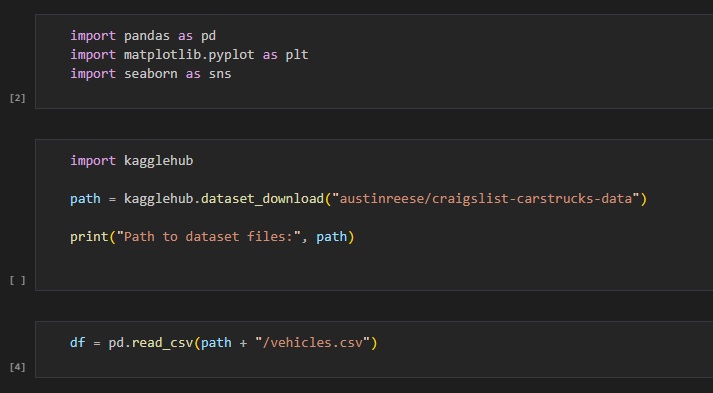 import pandas as pd
import matplotlib.pyplot as plt
import seaborn as sns
[2]
import kagglehub
path = kagglehub.dataset_download("austinreese/craigslist-carstrucks-data")
print("Path to dataset files:", path)
[ ]
df = pd.read_csv(path + "/vehicles.csv")
[4]